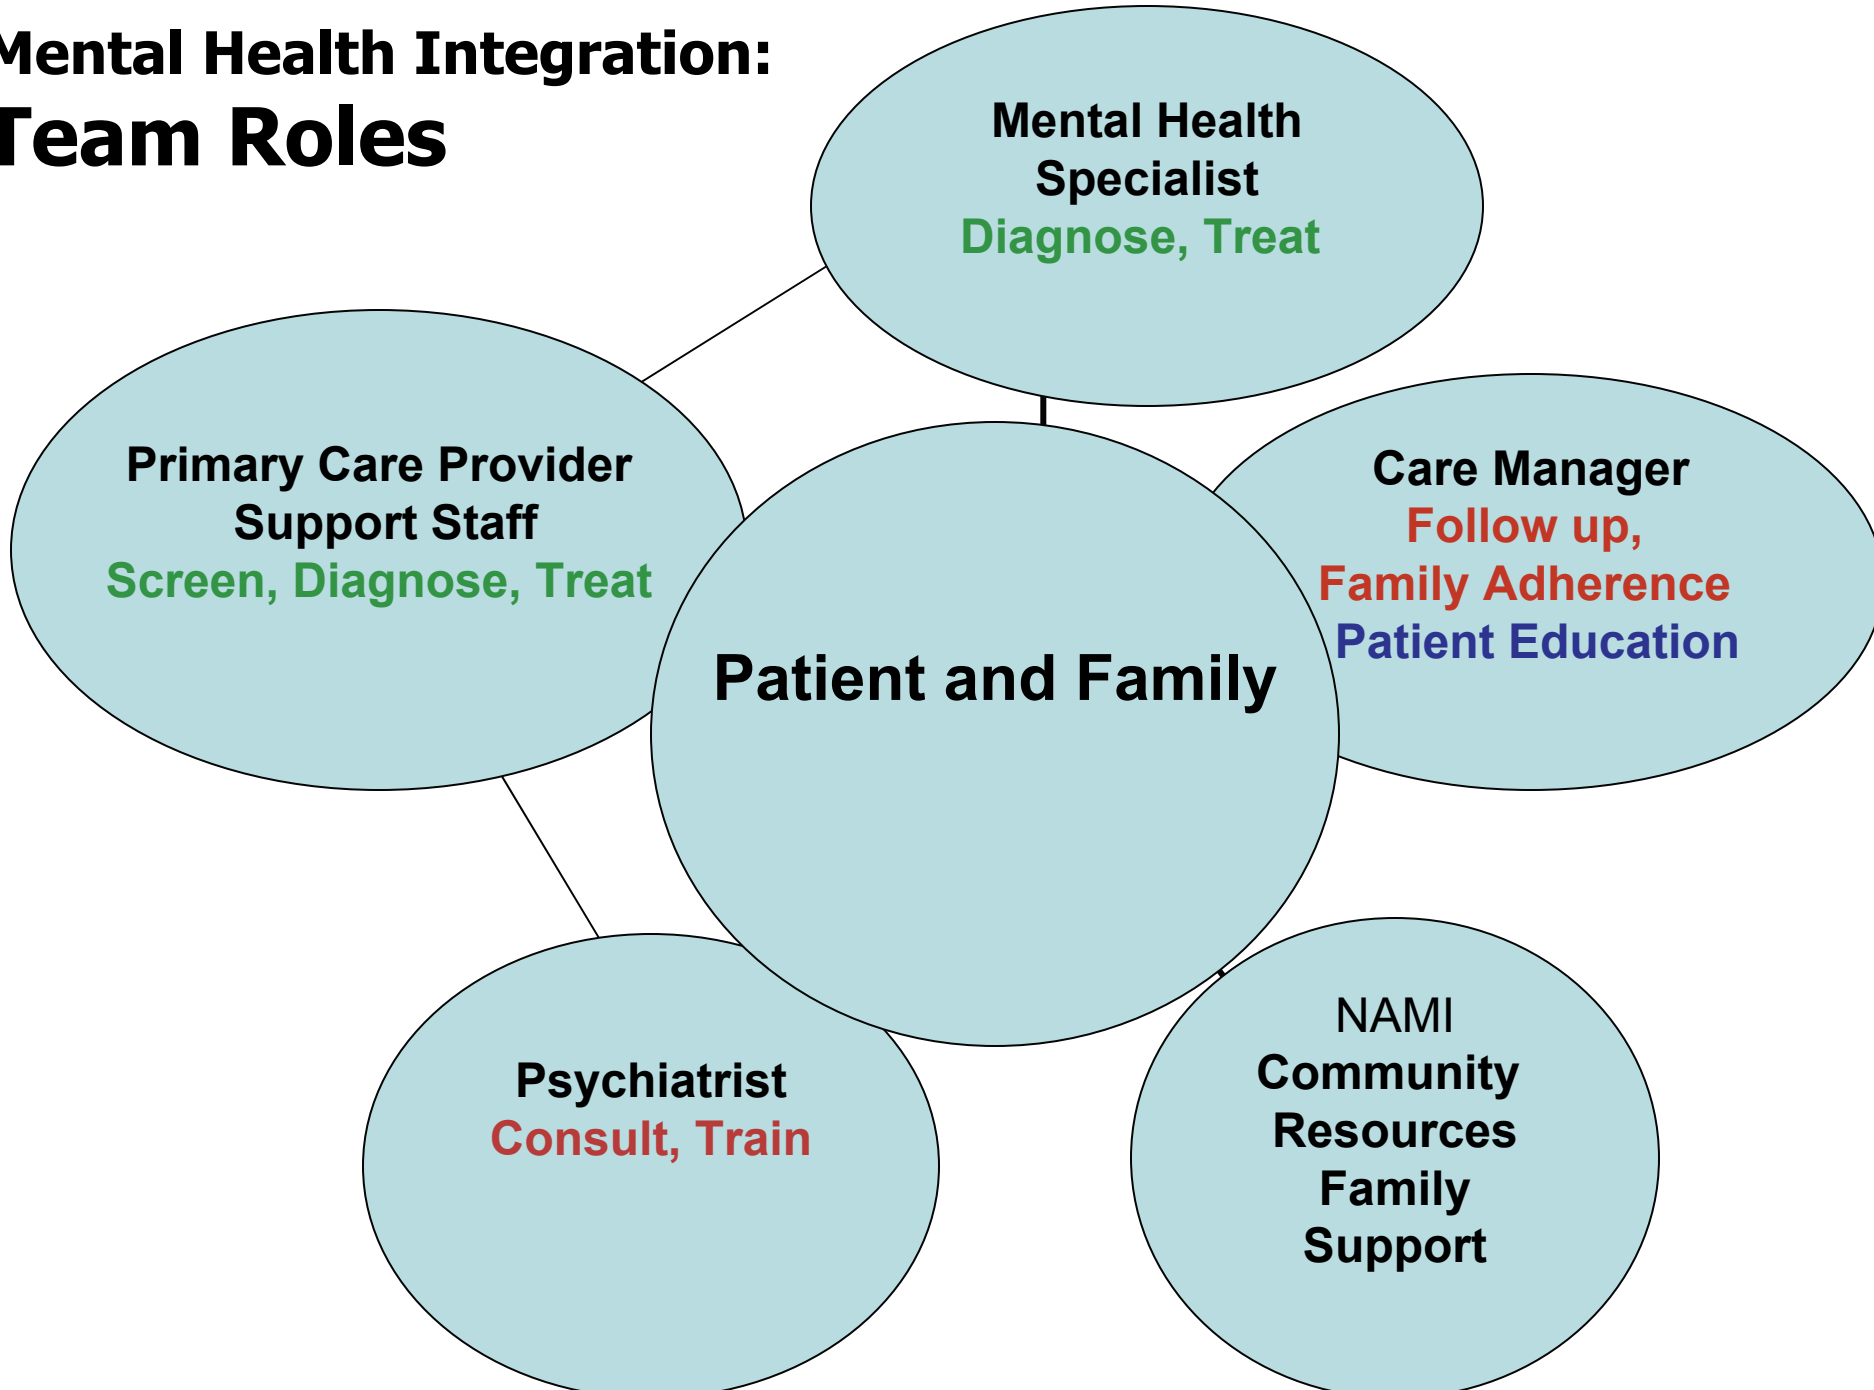 Mental Health Integration:
Team Roles
Mental Health
Specialist
Diagnose, Treat
Primary Care Provider
Support Staff
Screen, Diagnose, Treat
Care Manager
Follow up,
Family Adherence
Patient Education
Patient and Family
Psychiatrist
Consult, Train
NAMI
Community
Resources
Family
Support